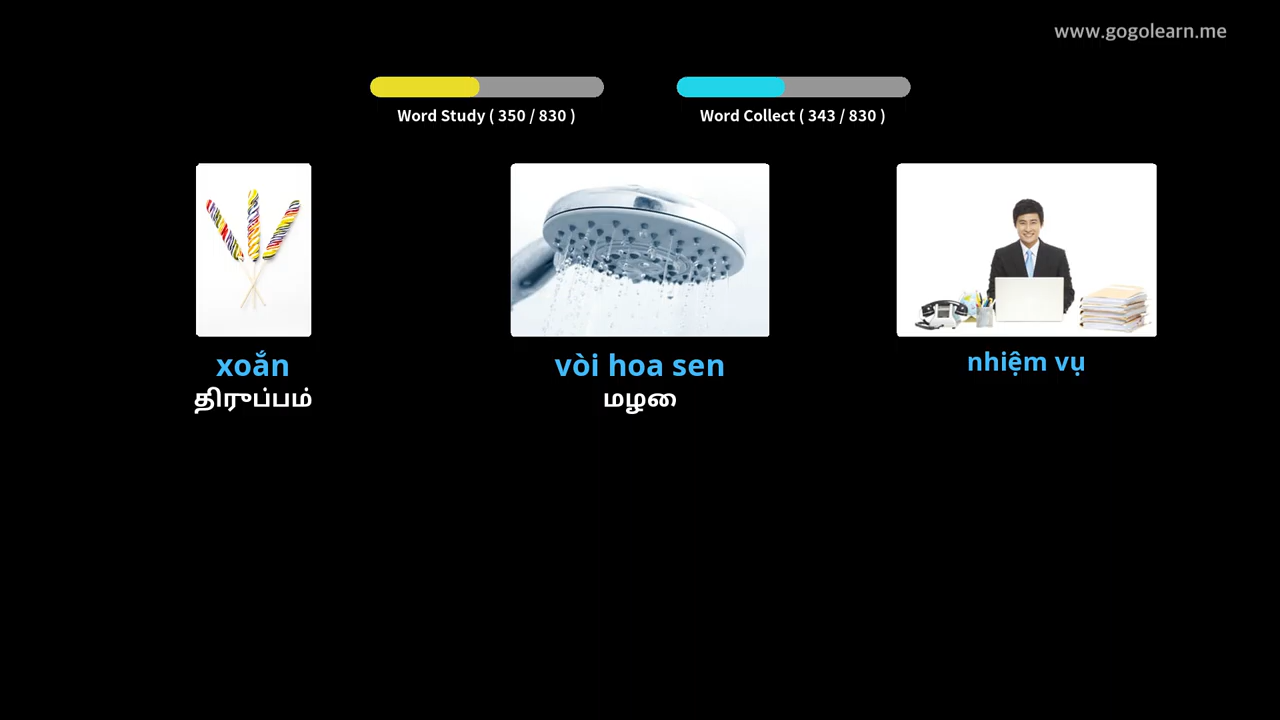 www.gogolearn.me
Word Study ( 350 / 830 )
Word Collect ( 343 / 830 )
xoắn
vòi hoa sen
nhiệm vụ
திருப்பம்
மழை